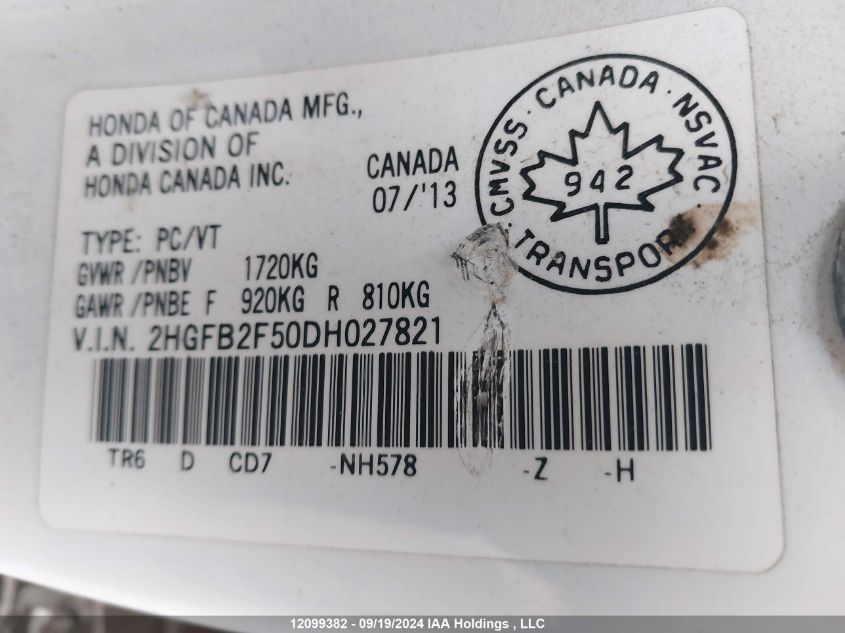 HONDA OF CANADA MFG.,
A DIVISION OF
HONDA CANADA INC.
CANADA
07/'13
CMVSS · CANADA · NSVAC
942
· TRANSPORT ·
TYPE: PC/VT
GVWR /PNBV 1720KG
GAWR /PNBE F 920KG R 810KG
V.I.N. 2HGFB2F50DH027821
TR6 D CD7 -NH578 -Z -H
12099382 - 09/19/2024 IAA Holdings , LLC